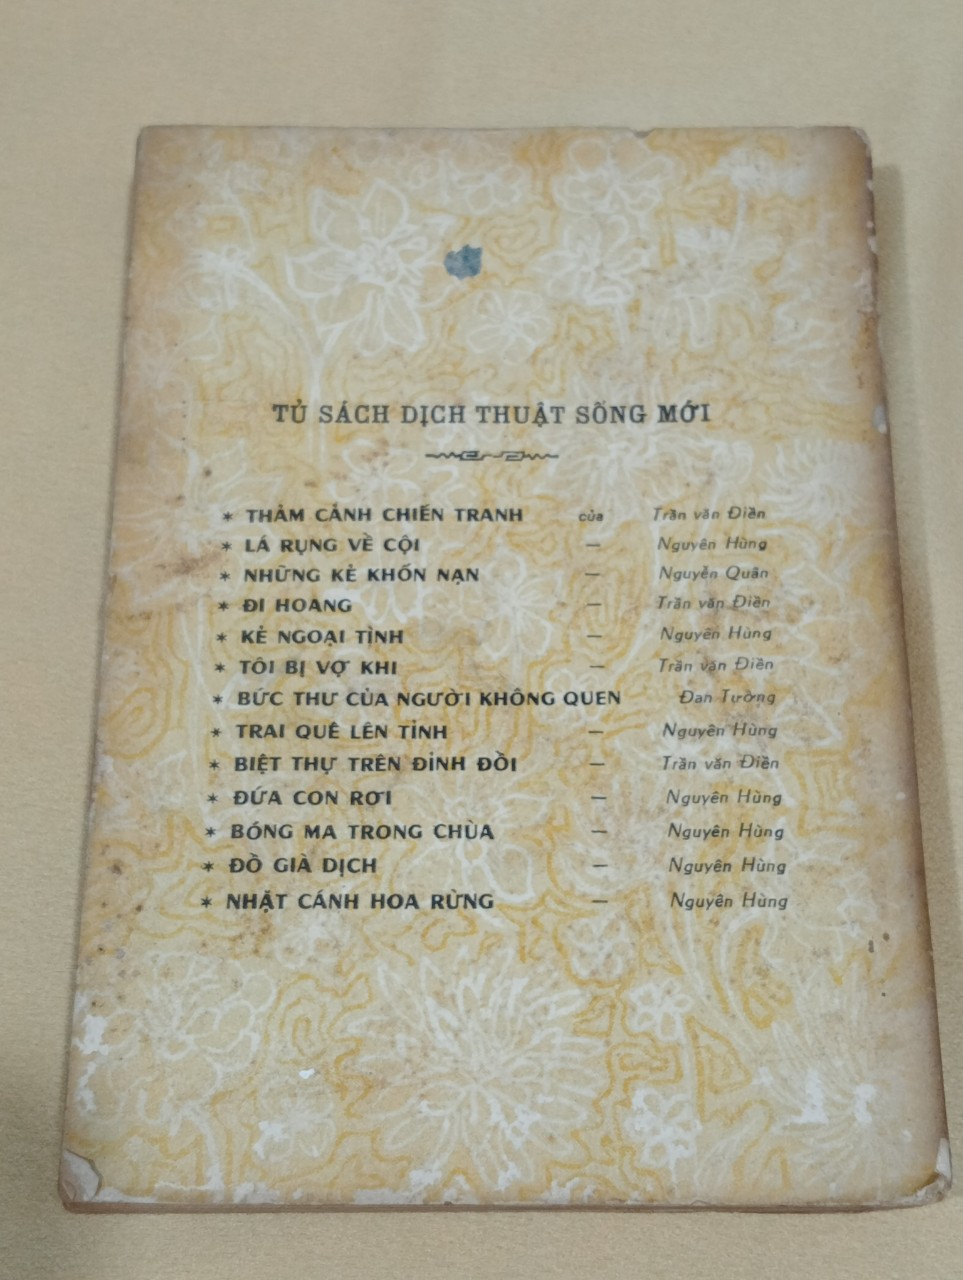 TỦ SÁCH DỊCH THUẬT SỐNG MỚI
* THẢM CẢNH CHIẾN TRANH của Trần văn Điền
* LÁ RỤNG VỀ CỘI — Nguyên Hùng
* NHỮNG KẺ KHỐN NẠN — Nguyễn Quân
* ĐI HOANG — Trần văn Điền
* KẺ NGOẠI TÌNH — Nguyên Hùng
* TÔI BỊ VỢ KHI — Trần văn Điền
* BỨC THƯ CỦA NGƯỜI KHÔNG QUEN Đan Tường
* TRAI QUÊ LÊN TỈNH — Nguyên Hùng
* BIỆT THỰ TRÊN ĐỈNH ĐỒI — Trần văn Điền
* ĐỨA CON RƠI — Nguyên Hùng
* BÓNG MA TRONG CHÙA — Nguyên Hùng
* ĐỒ GIÀ DỊCH — Nguyên Hùng
* NHẶT CÁNH HOA RỪNG — Nguyên Hùng